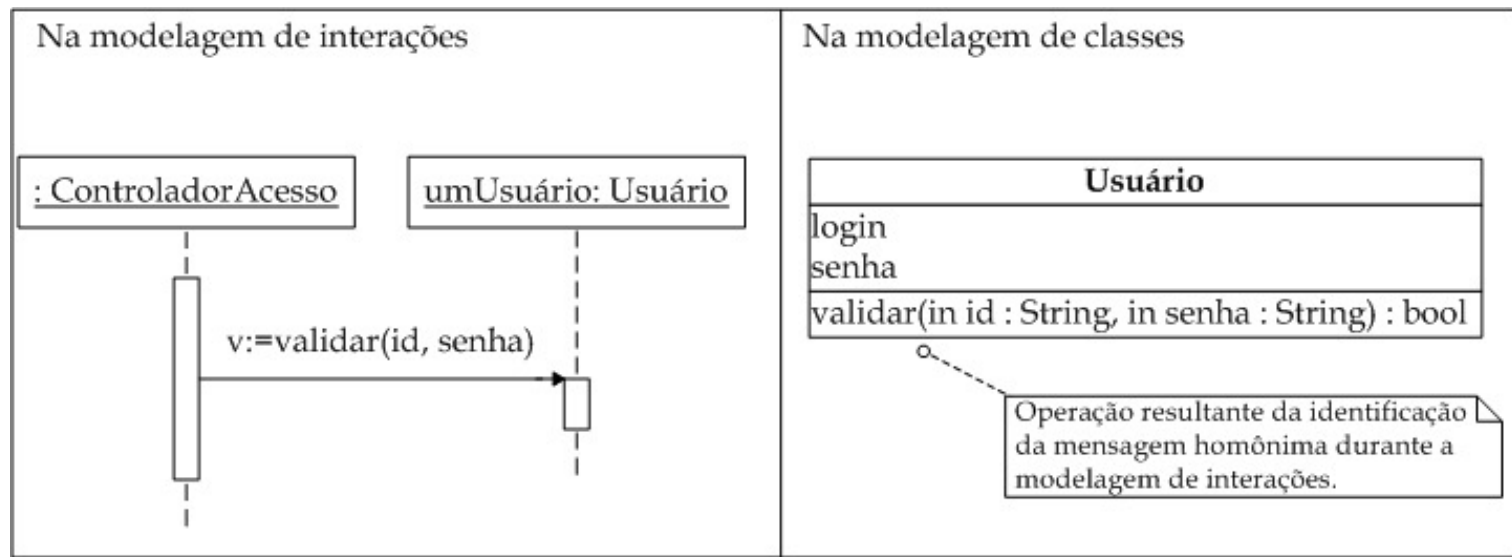 Na modelagem de interações
: ControladorAcesso
umUsuário: Usuário
v:=validar(id, senha)
Na modelagem de classes
Usuário
login
senha
validar(in id : String, in senha : String) : bool
Operação resultante da identificação
da mensagem homônima durante a
modelagem de interações.